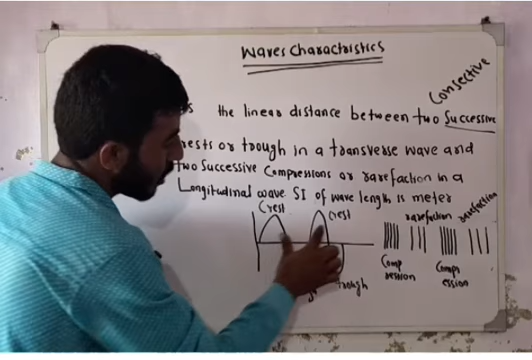 Waves Characteristics
Consective
the linear distance between two Successive
rests or trough in a transverse wave and
two Successive Compressions or rarefaction in a
Longitudinal wave SI of wave length is meter
Crest crest rarefaction rarefaction
Comp ression Comp ession
trough